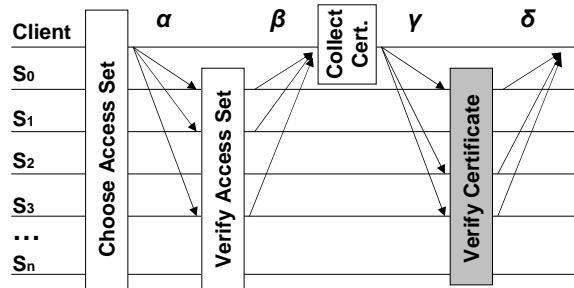 α β γ δ
Client
S0
S1
S2
S3
...
Sn
Choose Access Set
Verify Access Set
Collect
Cert.
Verify Certificate